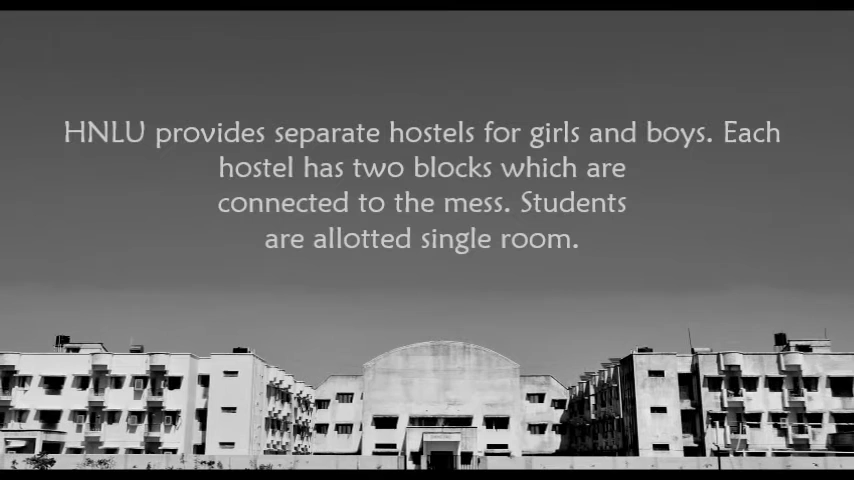 HNLU provides separate hostels for girls and boys. Each
hostel has two blocks which are
connected to the mess. Students
are allotted single room.